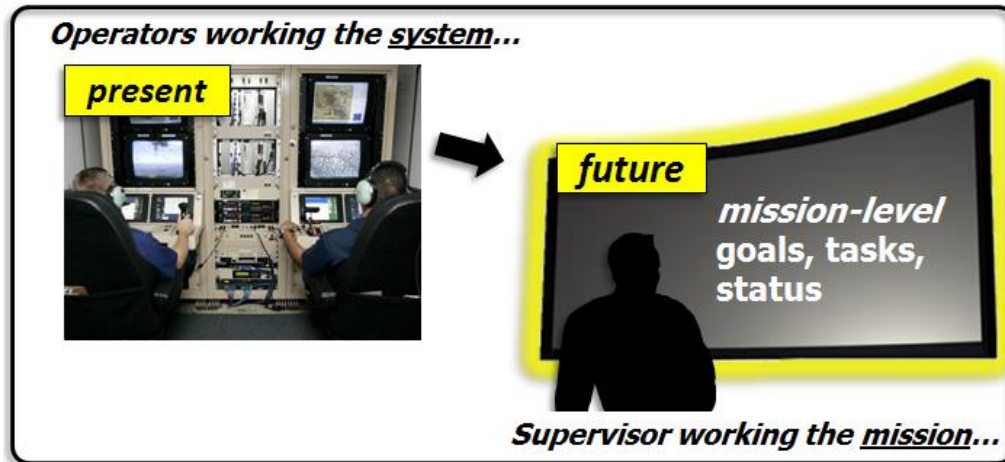 Operators working the system...
present
future
mission-level
goals, tasks,
status
Supervisor working the mission...